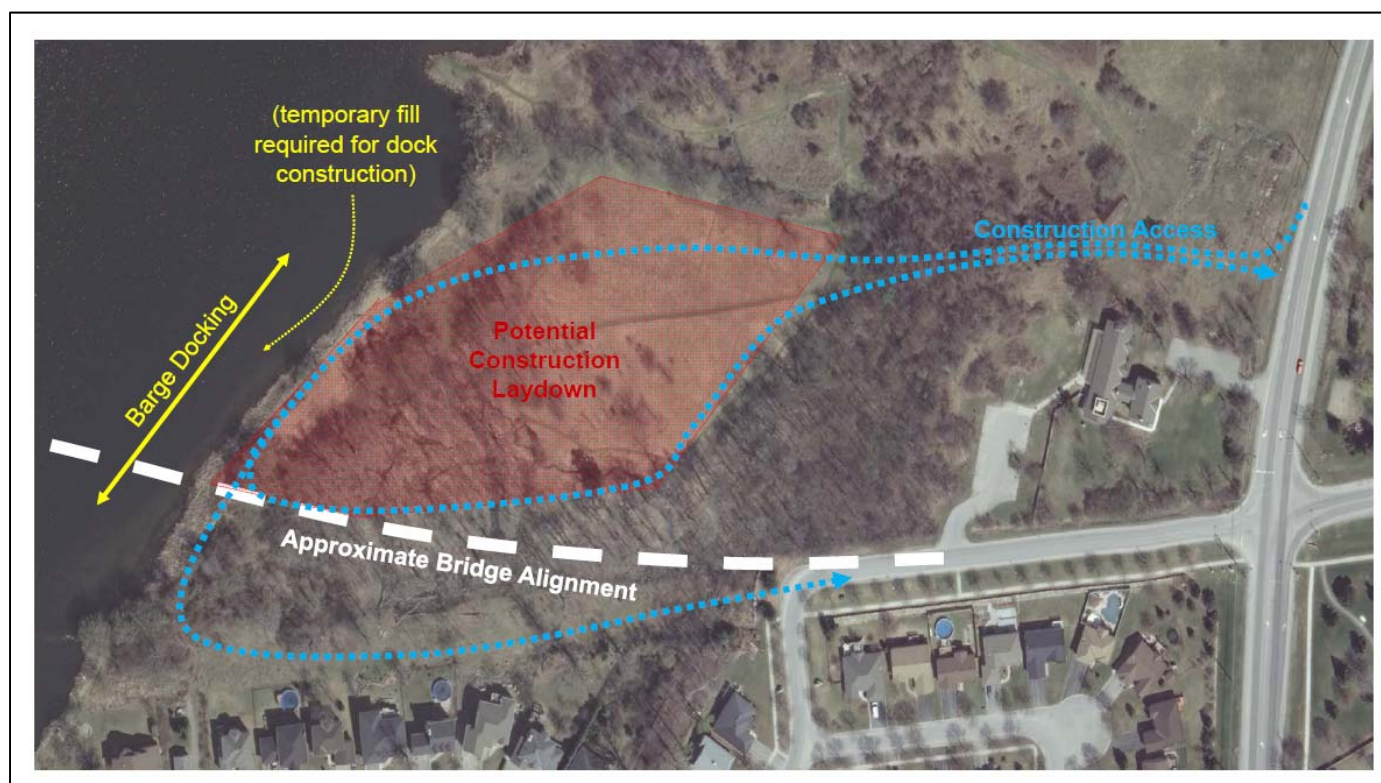 (temporary fill
required for dock
construction)
Construction Access
Barge Docking
Potential
Construction
Laydown
Approximate Bridge Alignment